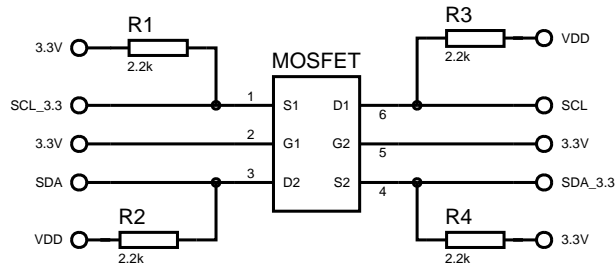 R1
3.3V
2.2k
MOSFET
R3
VDD
2.2k
SCL_3.3
1
S1
D1
6
SCL
3.3V
2
G1
G2
5
3.3V
SDA
3
D2
S2
4
SDA_3.3
R2
VDD
2.2k
R4
3.3V
2.2k